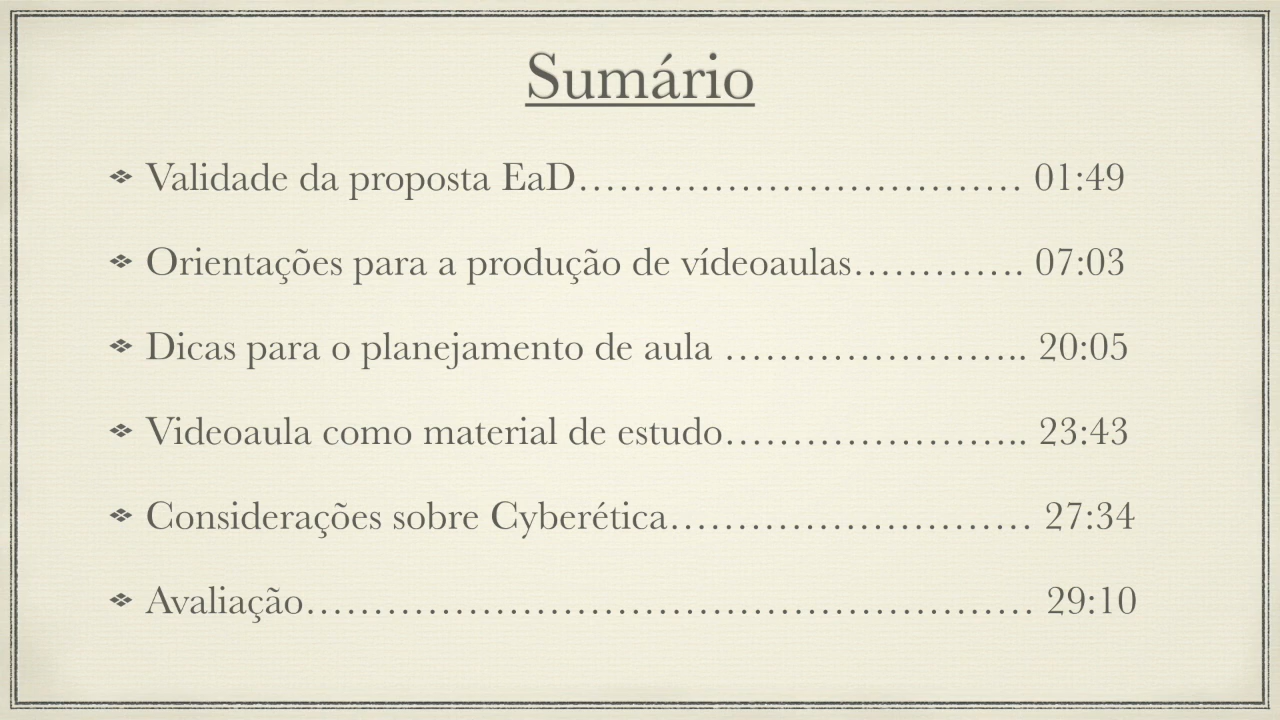 Sumário
Validade da proposta EaD…………………………… 01:49
Orientações para a produção de vídeoaulas…………. 07:03
Dicas para o planejamento de aula ………………….. 20:05
Videoaula como material de estudo………………….. 23:43
Considerações sobre Cyberética……………………… 27:34
Avaliação……………………………………………… 29:10